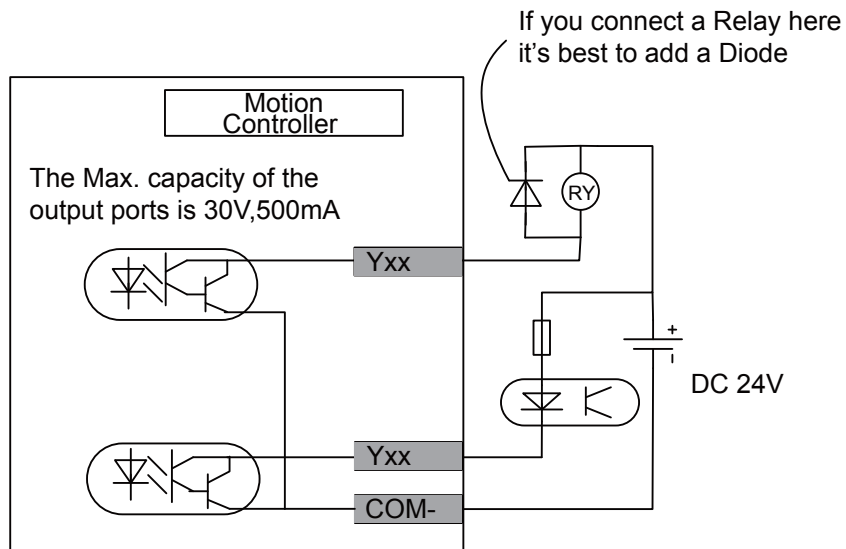 If you connect a Relay here
it's best to add a Diode
Motion
Controller
The Max. capacity of the
output ports is 30V,500mA
RY
Yxx
+
-
DC 24V
Yxx
COM-